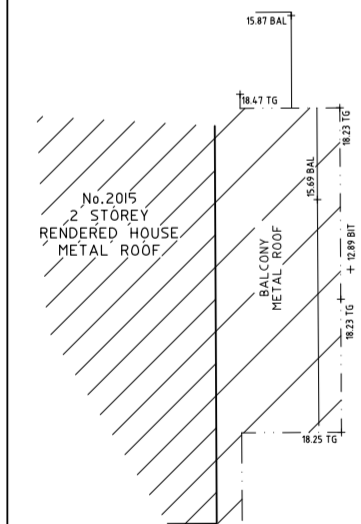 15.87 BAL
18.47 TG
18.23 TG
15.69 BAL
No.2015
2 STOREY
RENDERED HOUSE
METAL ROOF
BALCONY
METAL ROOF
12.89 BIT
18.23 TG
18.25 TG